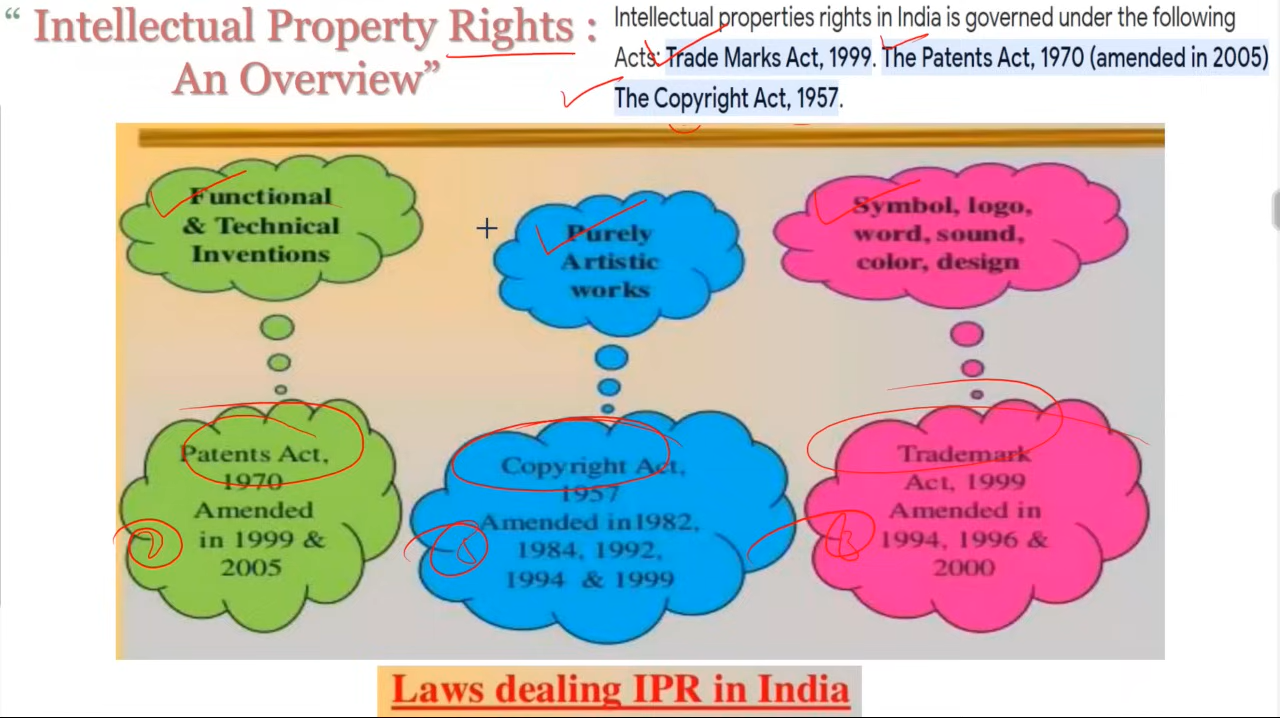 “ Intellectual Property Rights :
An Overview”
Intellectual properties rights in India is governed under the following
Acts: Trade Marks Act, 1999. The Patents Act, 1970 (amended in 2005)
The Copyright Act, 1957.
Functional
& Technical
Inventions
Purely
Artistic
works
Symbol, logo,
word, sound,
color, design
Patents Act,
1970
Amended
in 1999 &
2005
Copyright Act,
1957
Amended in1982,
1984, 1992,
1994 & 1999
Trademark
Act, 1999
Amended in
1994, 1996 &
2000
Laws dealing IPR in India